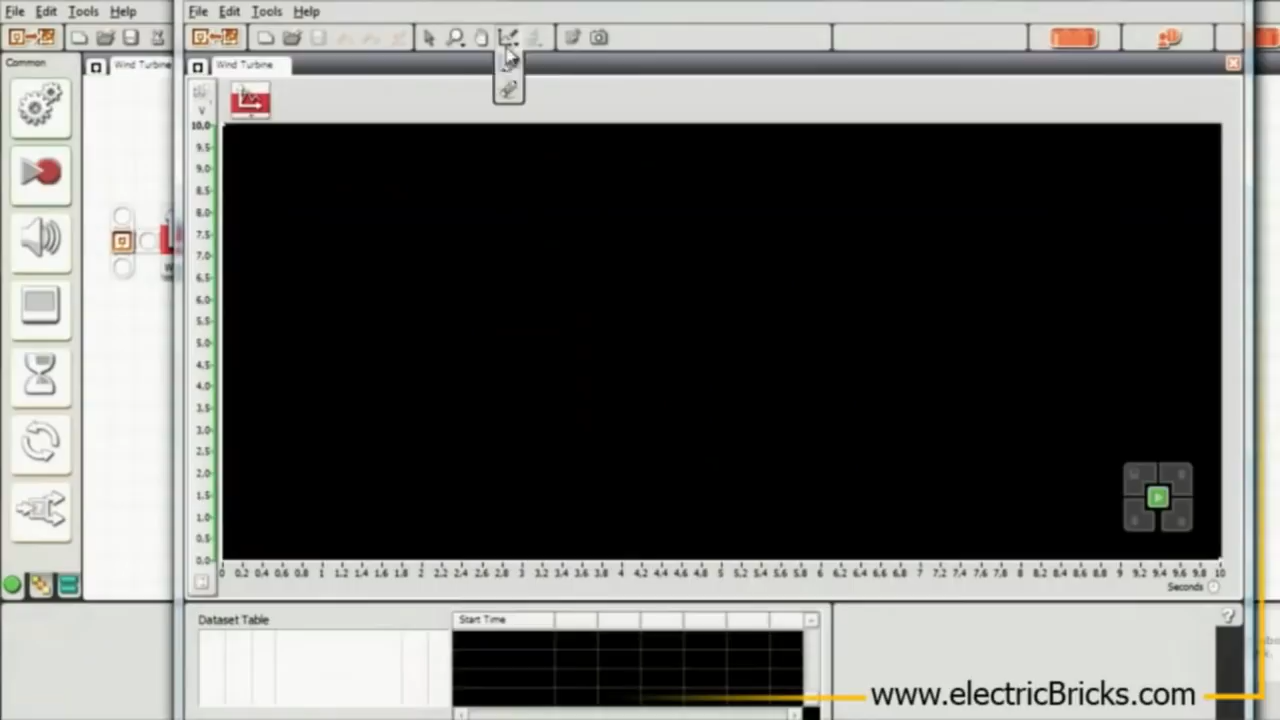 File Edit Tools Help
File Edit Tools Help
Common
Wind Turbine
Wind Turbine
V
10.0
9.5
9.0
8.5
8.0
7.5
7.0
6.5
6.0
5.5
5.0
4.5
4.0
3.5
3.0
2.5
2.0
1.5
1.0
0.5
0.0
0 0.2 0.4 0.6 0.8 1 1.2 1.4 1.6 1.8 2 2.2 2.4 2.6 2.8 3 3.2 3.4 3.6 3.8 4 4.2 4.4 4.6 4.8 5 5.2 5.4 5.6 5.8 6 6.2 6.4 6.6 6.8 7 7.2 7.4 7.6 7.8 8 8.2 8.4 8.6 8.8 9 9.2 9.4 9.6 9.8 10
Seconds
Dataset Table
Start Time
?
www.electricBricks.com